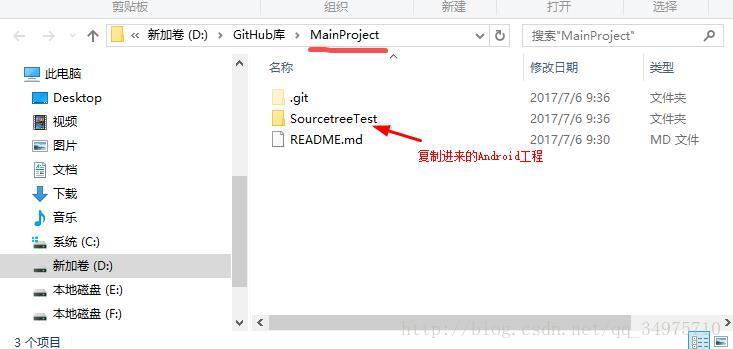 剪贴板 组织 新建 打开 选择
« 新加卷 (D:) › GitHub库 › MainProject 搜索"MainProject"
名称 修改日期 类型
此电脑
Desktop .git 2017/7/6 9:36 文件夹
视频 SourcetreeTest 2017/7/6 9:36 文件夹
图片 README.md 2017/7/6 9:30 MD 文件
复制进来的Android工程
文档
下载
音乐
系统 (C:)
新加卷 (D:)
本地磁盘 (E:)
本地磁盘 (F:)
http://blog.csdn.net/qq_34975710
3 个项目